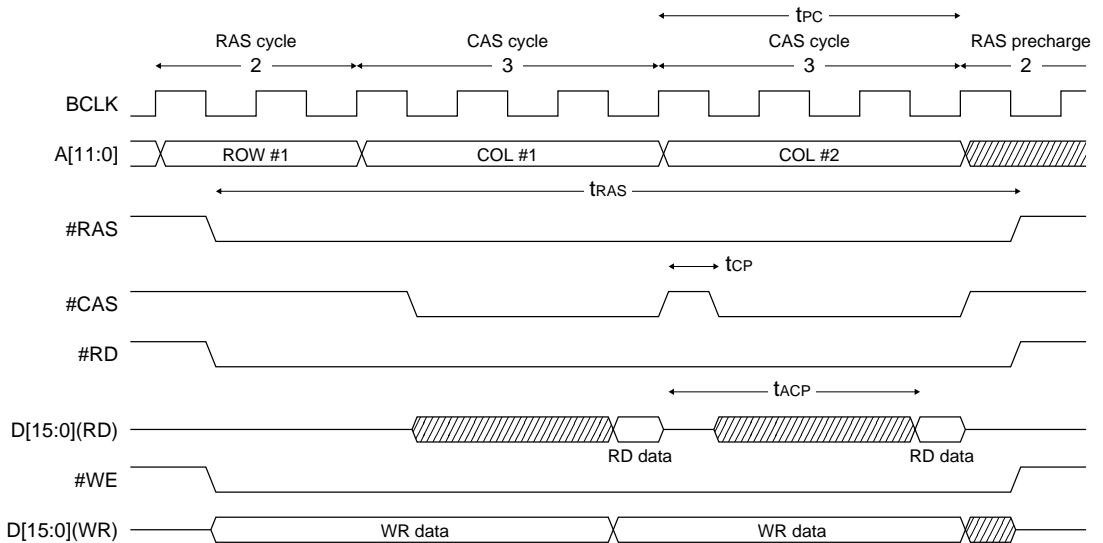 tPC
RAS cycle CAS cycle CAS cycle RAS precharge
2 3 3 2
BCLK
A[11:0] ROW #1 COL #1 COL #2
tRAS
#RAS
tCP
#CAS
#RD
tACP
D[15:0](RD)
RD data RD data
#WE
D[15:0](WR) WR data WR data